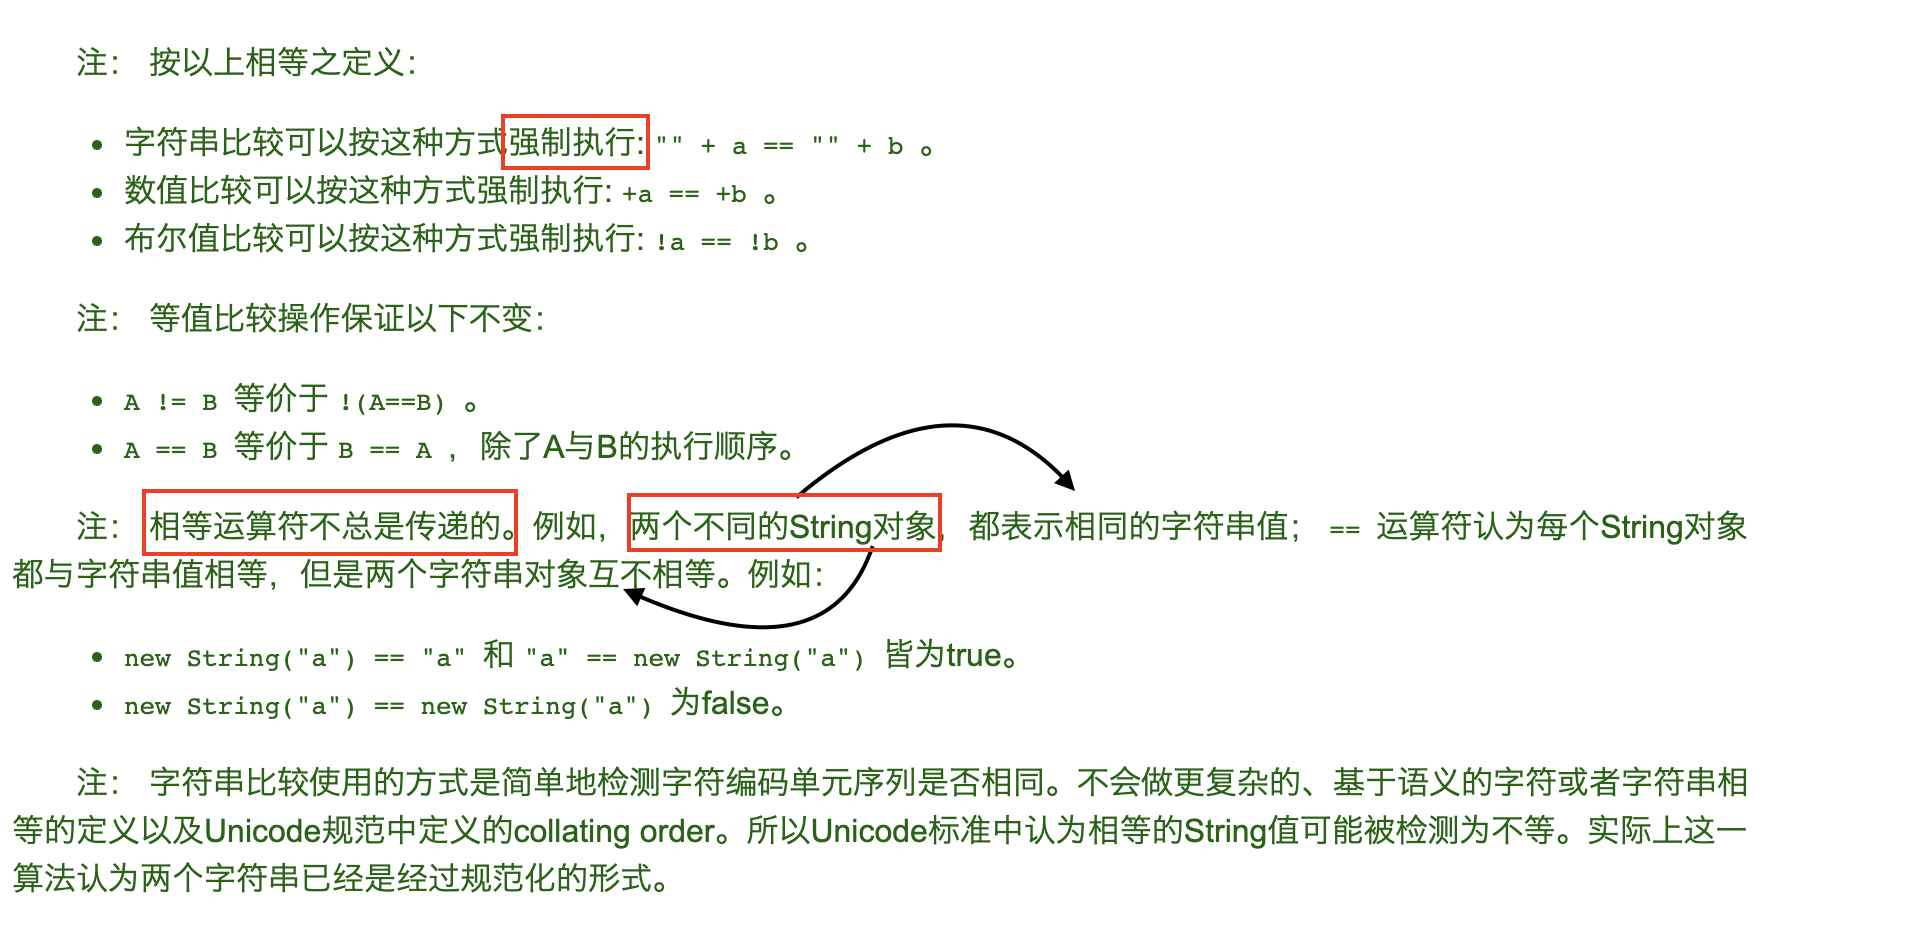 注： 按以上相等之定义：
字符串比较可以按这种方式强制执行: "" + a == "" + b 。
数值比较可以按这种方式强制执行: +a == +b 。
布尔值比较可以按这种方式强制执行: !a == !b 。
注： 等值比较操作保证以下不变：
A != B 等价于 !(A==B) 。
A == B 等价于 B == A ，除了A与B的执行顺序。
注： 相等运算符不总是传递的。例如，两个不同的String对象，都表示相同的字符串值； == 运算符认为每个String对象
都与字符串值相等，但是两个字符串对象互不相等。例如：
new String("a") == "a" 和 "a" == new String("a") 皆为true。
new String("a") == new String("a") 为false。
注： 字符串比较使用的方式是简单地检测字符编码单元序列是否相同。不会做更复杂的、基于语义的字符或者字符串相
等的定义以及Unicode规范中定义的collating order。所以Unicode标准中认为相等的String值可能被检测为不等。实际上这一
算法认为两个字符串已经是经过规范化的形式。